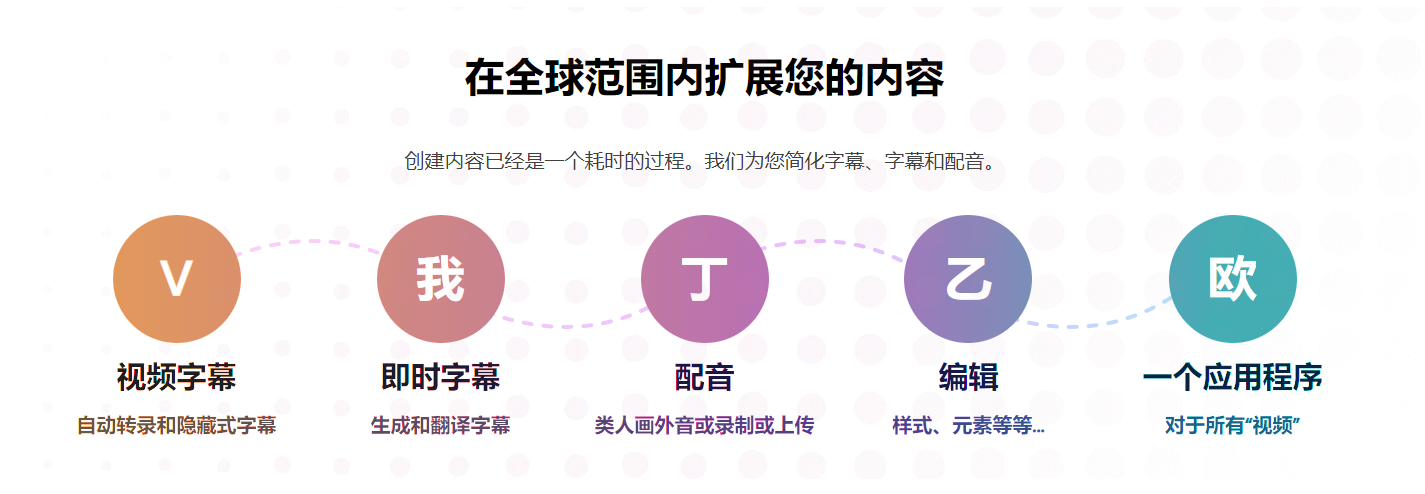 在全球范围内扩展您的内容
创建内容已经是一个耗时的过程。我们为您简化字幕、字幕和配音。
V
我
丁
乙
欧
视频字幕
即时字幕
配音
编辑
一个应用程序
自动转录和隐藏式字幕
生成和翻译字幕
类人画外音或录制或上传
样式、元素等等...
对于所有“视频”